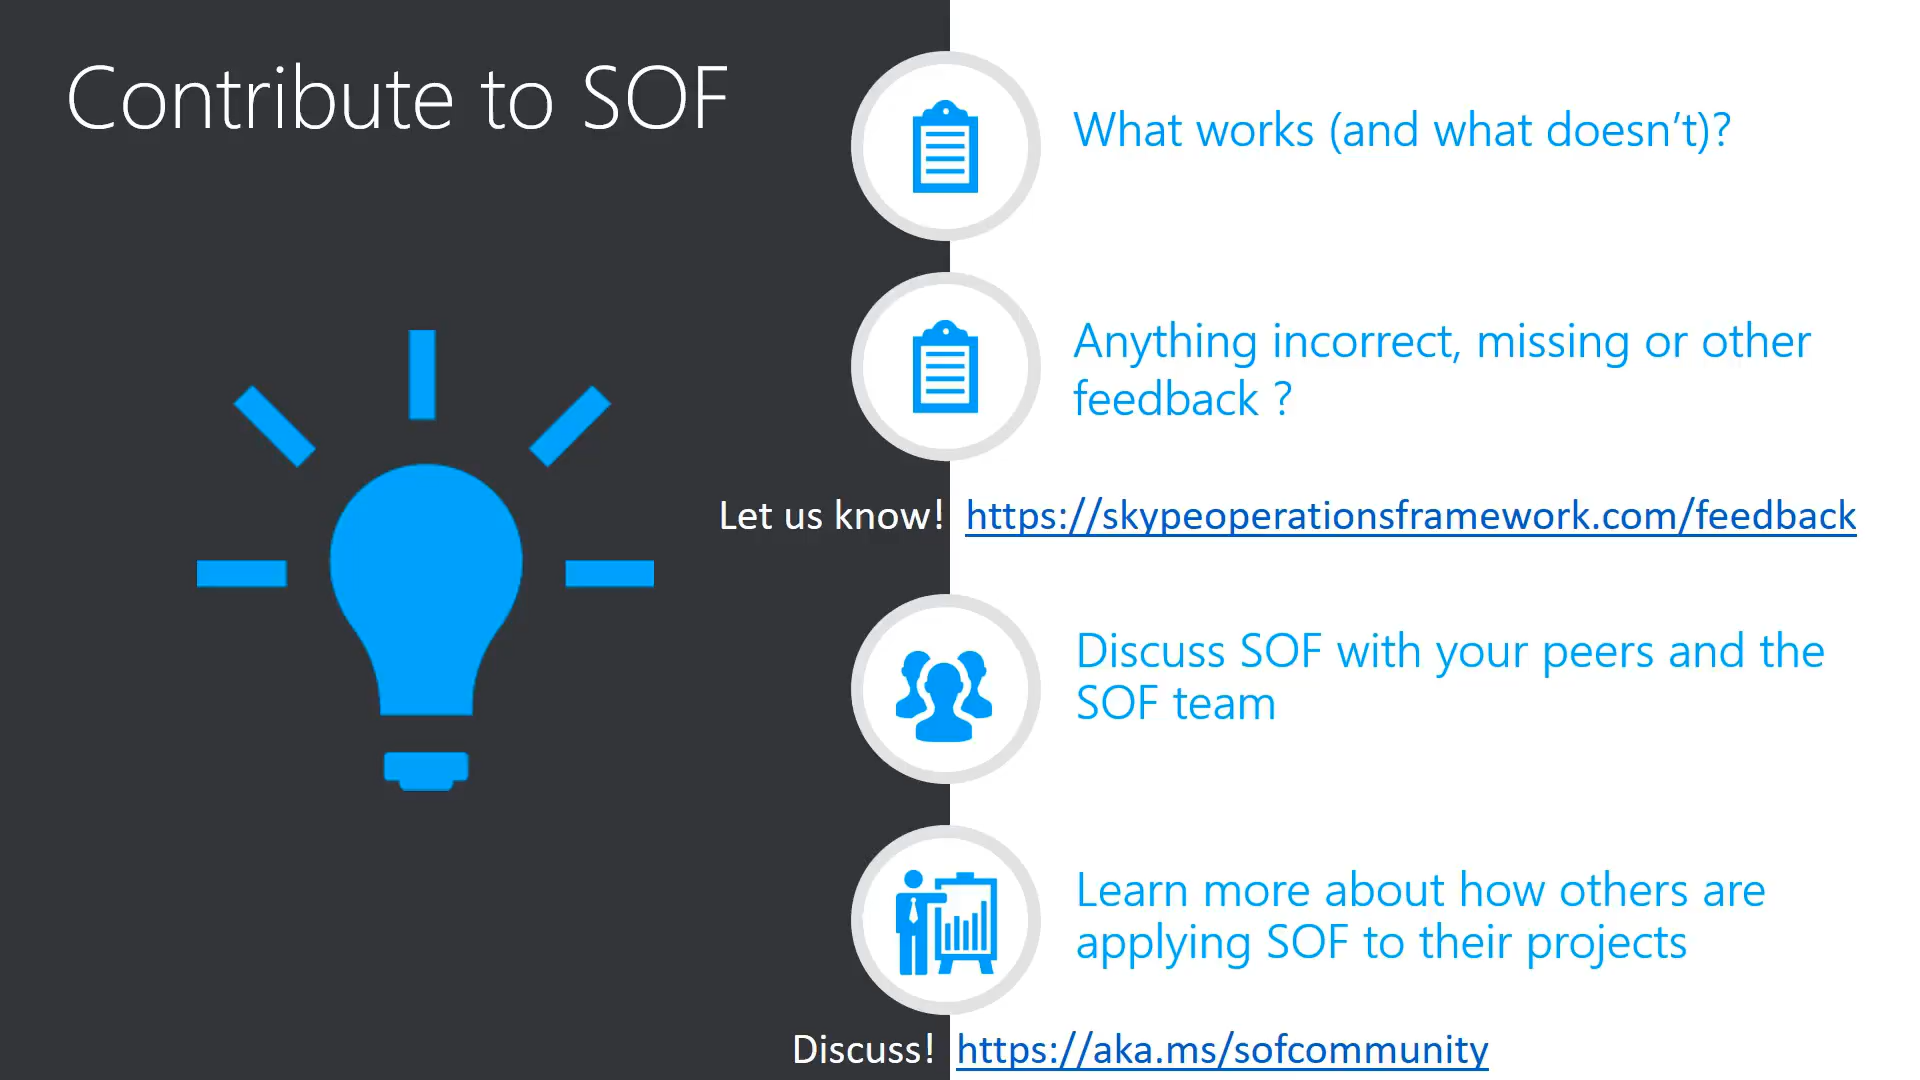 Contribute to SOF
What works (and what doesn’t)?
Anything incorrect, missing or other
feedback ?
Let us know! https://skypeoperationsframework.com/feedback
Discuss SOF with your peers and the
SOF team
Learn more about how others are
applying SOF to their projects
Discuss! https://aka.ms/sofcommunity